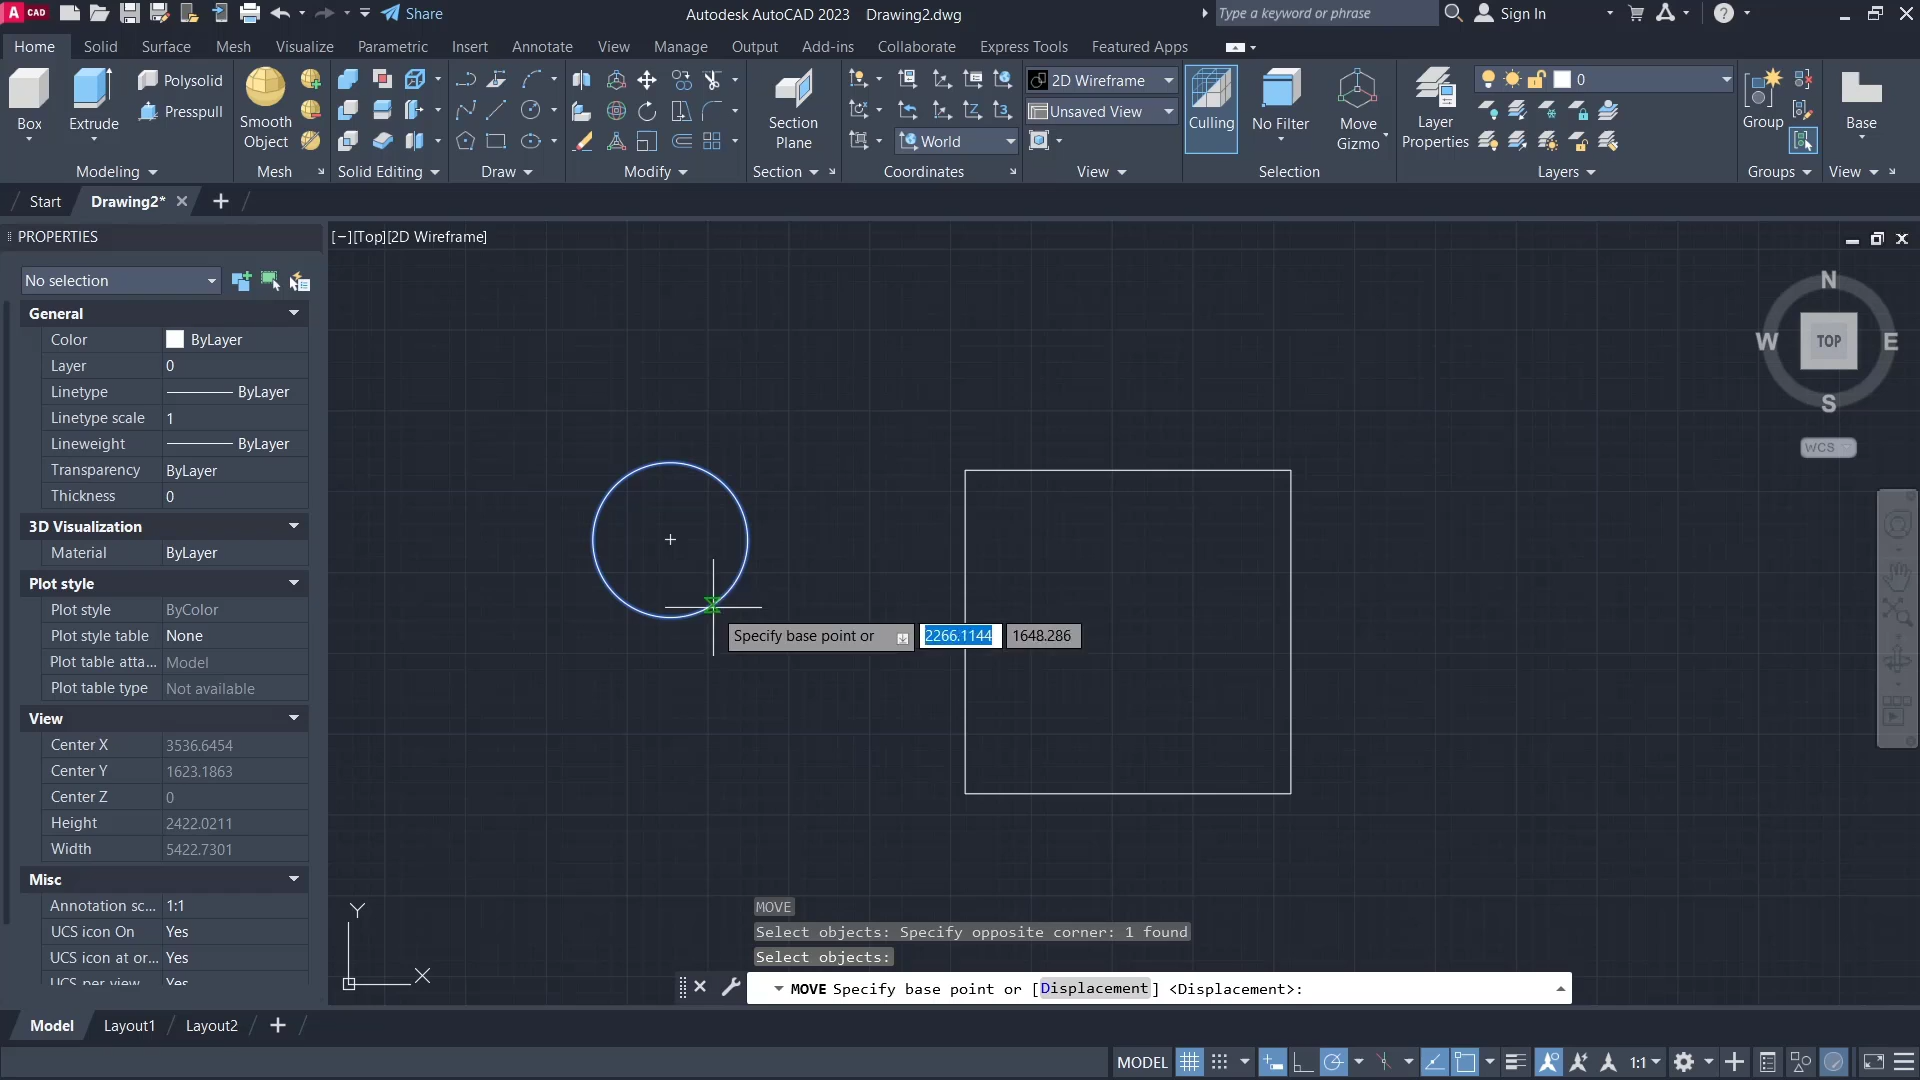 A CAD Share Autodesk AutoCAD 2023 Drawing2.dwg Type a keyword or phrase Sign In
Home Solid Surface Mesh Visualize Parametric Insert Annotate View Manage Output Add-ins Collaborate Express Tools Featured Apps
Box Extrude Polysolid Presspull
Smooth Object
Section Plane
World
2D Wireframe
Unsaved View
Culling No Filter Move Gizmo
Layer Properties
0
Group
Base
Modeling Mesh Solid Editing Draw Modify Section Coordinates View Selection Layers Groups View
Start Drawing2*
PROPERTIES
[−][Top][2D Wireframe]
No selection
General
Color ByLayer
Layer 0
Linetype ByLayer
Linetype scale 1
Lineweight ByLayer
Transparency ByLayer
Thickness 0
3D Visualization
Material ByLayer
Plot style
Plot style ByColor
Plot style table None
Plot table atta... Model
Plot table type Not available
View
Center X 3536.6454
Center Y 1623.1863
Center Z 0
Height 2422.0211
Width 5422.7301
Misc
Annotation sc... 1:1
UCS icon On Yes
UCS icon at or... Yes
UCS per view Yes
N
W TOP E
S
WCS
Specify base point or 2266.1144 1648.286
Y
X
MOVE
Select objects: Specify opposite corner: 1 found
Select objects:
MOVE Specify base point or [Displacement] <Displacement>:
Model Layout1 Layout2
MODEL 1:1